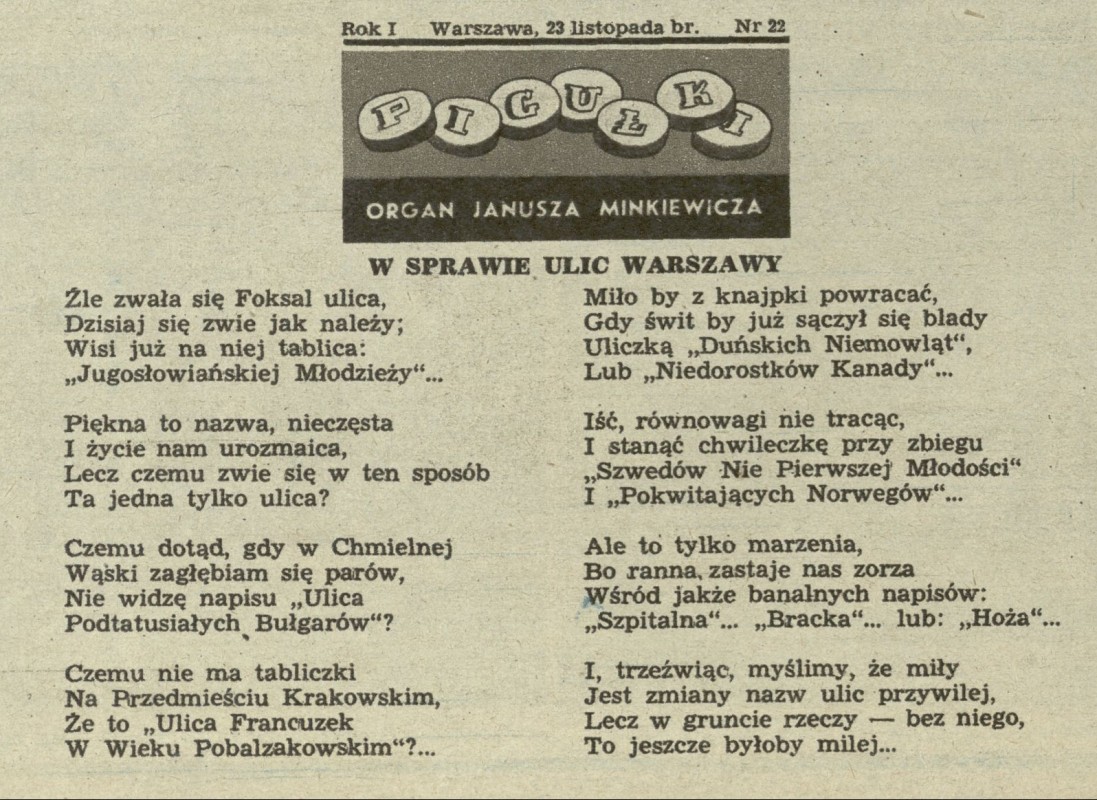 Rok I Warszawa, 23 listopada br. Nr 22
PIGUŁKI
ORGAN JANUSZA MINKIEWICZA
W SPRAWIE ULIC WARSZAWY
Źle zwała się Foksal ulica,
Dzisiaj się zwie jak należy;
Wisi już na niej tablica:
„Jugosłowiańskiej Młodzieży“...
Piękna to nazwa, nieczęsta
I życie nam urozmaica,
Lecz czemu zwie się w ten sposób
Ta jedna tylko ulica?
Czemu dotąd, gdy w Chmielnej
Wąski zagłębiam się parów,
Nie widzę napisu „Ulica
Podtatusiałych Bułgarów“?
Czemu nie ma tabliczki
Na Przedmieściu Krakowskim,
Że to „Ulica Francuzek
W Wieku Pobalzakowskim“?...
Miło by z knajpki powracać,
Gdy świt by już sączył się blady
Uliczką „Duńskich Niemowląt“,
Lub „Niedorostków Kanady“...
Iść, równowagi nie tracąc,
I stanąć chwileczkę przy zbiegu
„Szwedów Nie Pierwszej Młodości“
I „Pokwitających Norwegów“...
Ale to tylko marzenia,
Bo ranna zastaje nas zorza
Wśród jakże banalnych napisów:
„Szpitalna“... „Bracka“... lub: „Hoża“...
I, trzeźwiąc, myślimy, że miły
Jest zmiany nazw ulic przywilej,
Lecz w gruncie rzeczy — bez niego,
To jeszcze byłoby milej...